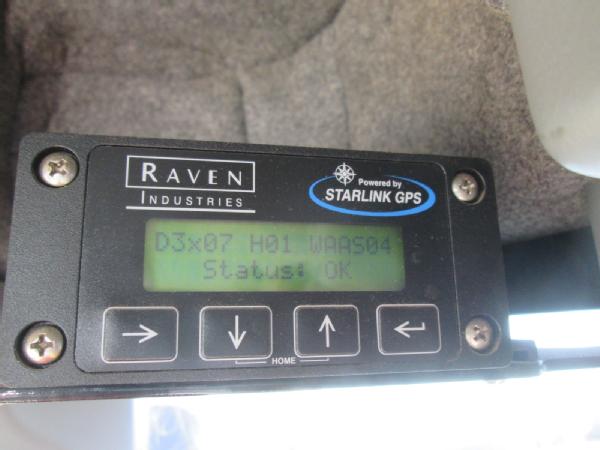 RAVEN
INDUSTRIES
Powered by
STARLINK GPS
D3x07 H01 WAAS04
Status: OK
HOME